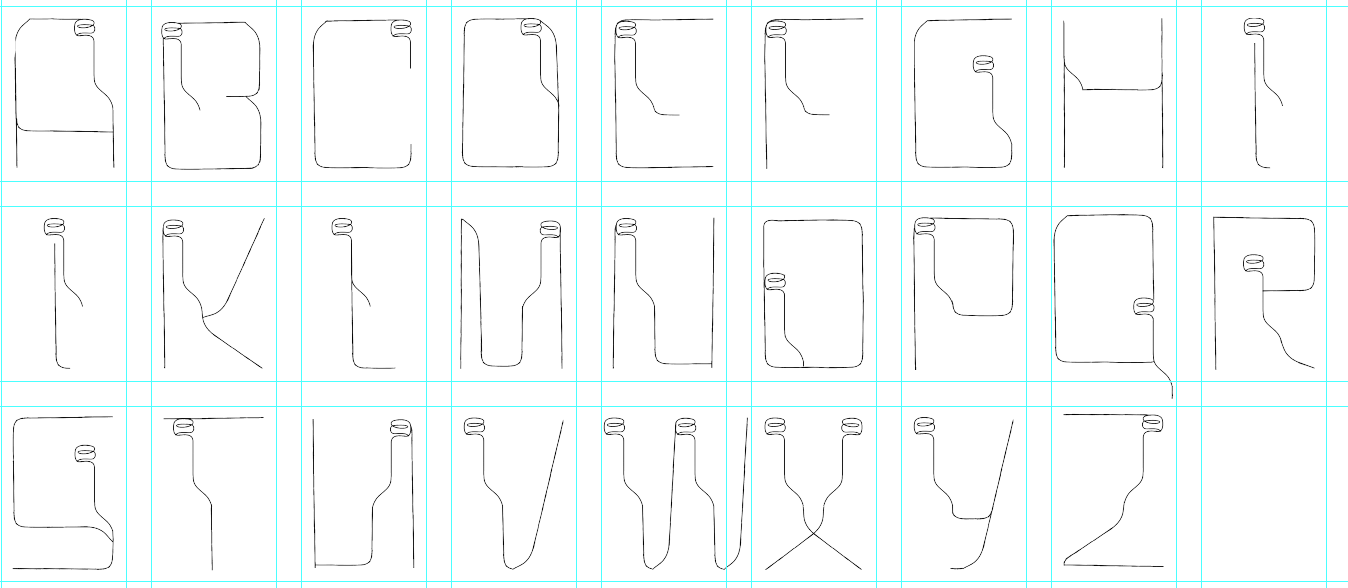 A B C D E F G H I
J K L M N O P Q R
S T U V W X Y Z